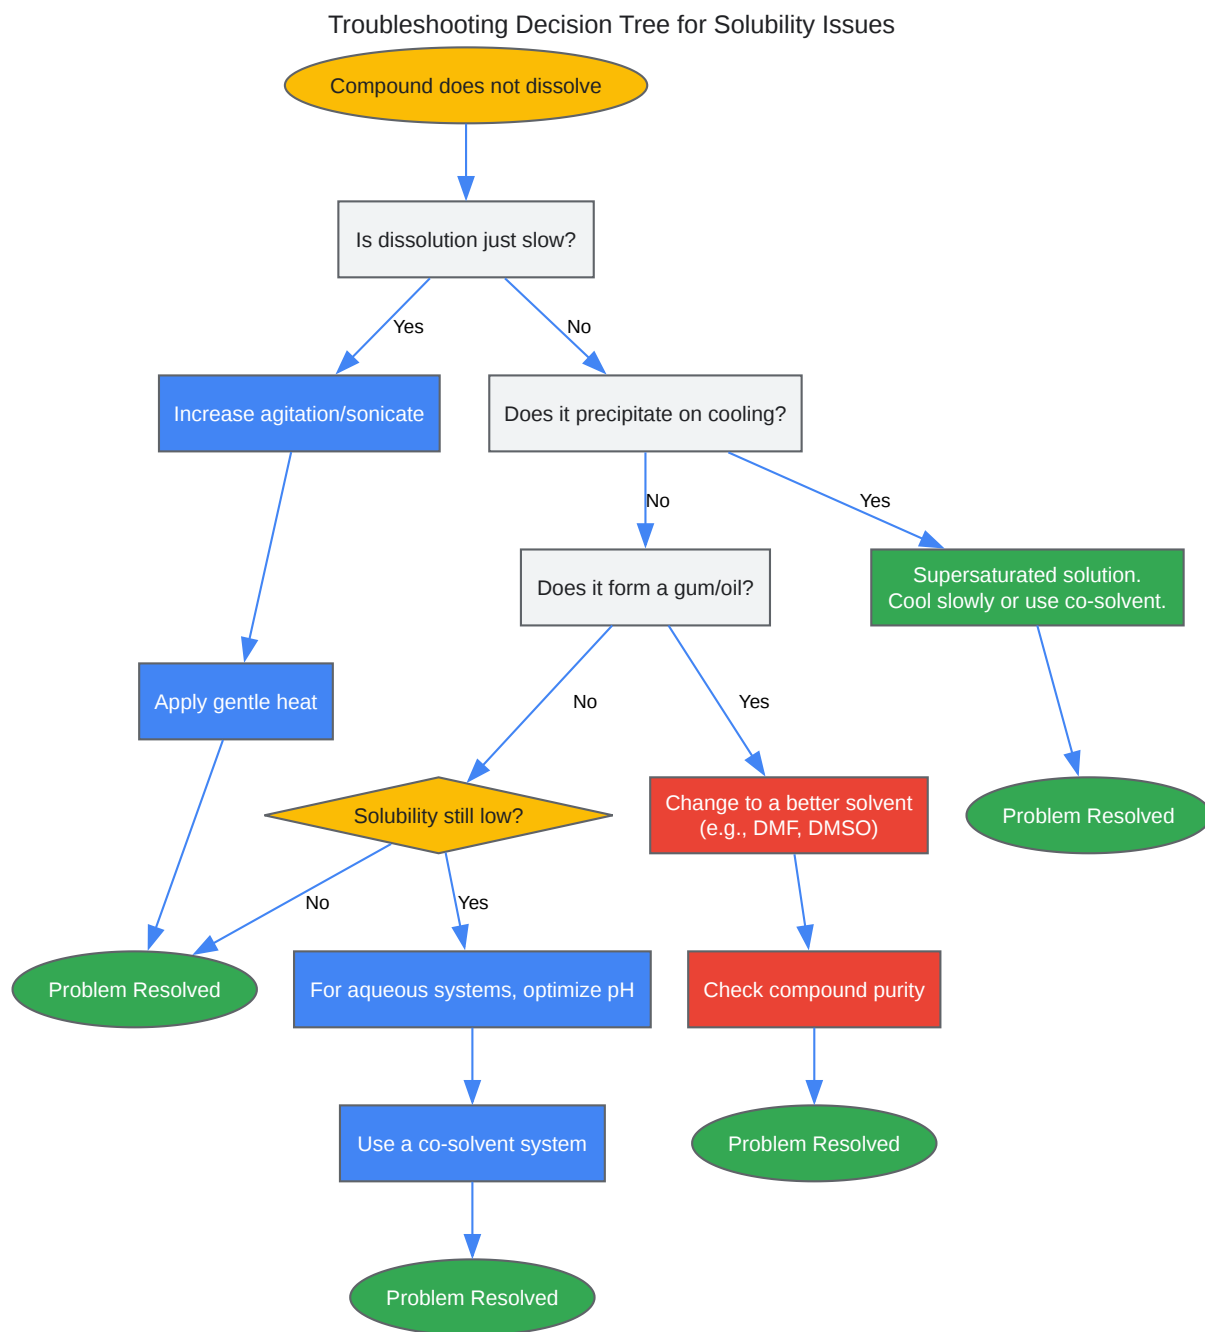 Troubleshooting Decision Tree for Solubility Issues
Compound does not dissolve
Is dissolution just slow?
Yes
No
Increase agitation/sonicate
Does it precipitate on cooling?
No
Yes
Does it form a gum/oil?
Supersaturated solution.
Cool slowly or use co-solvent.
Apply gentle heat
No
Yes
Solubility still low?
Change to a better solvent
(e.g., DMF, DMSO)
Problem Resolved
No
Yes
Problem Resolved
For aqueous systems, optimize pH
Check compound purity
Use a co-solvent system
Problem Resolved
Problem Resolved